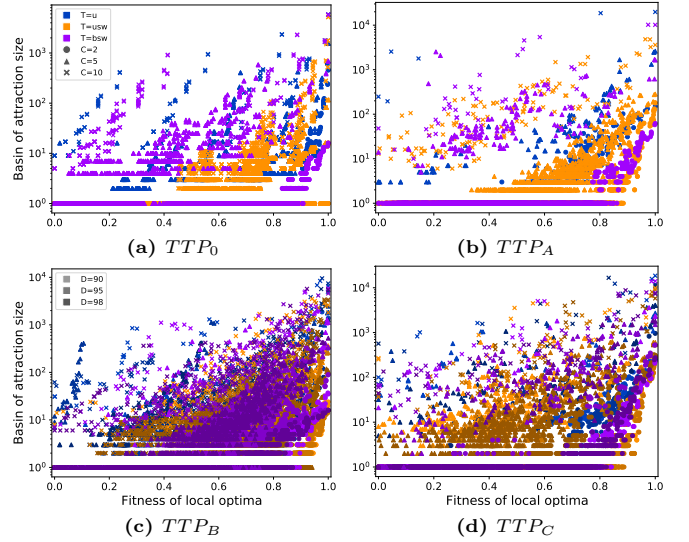 T=u
T=usw
T=bsw
C=2
C=5
C=10
Basin of attraction size
10³
10²
10¹
10⁰
0.0 0.2 0.4 0.6 0.8 1.0
(a) TTP₀
10⁴
10³
10²
10¹
10⁰
0.0 0.2 0.4 0.6 0.8 1.0
(b) TTP_A
D=90
D=95
D=98
Basin of attraction size
10⁴
10³
10²
10¹
10⁰
0.0 0.2 0.4 0.6 0.8 1.0
Fitness of local optima
(c) TTP_B
10⁴
10³
10²
10¹
10⁰
0.0 0.2 0.4 0.6 0.8 1.0
Fitness of local optima
(d) TTP_C